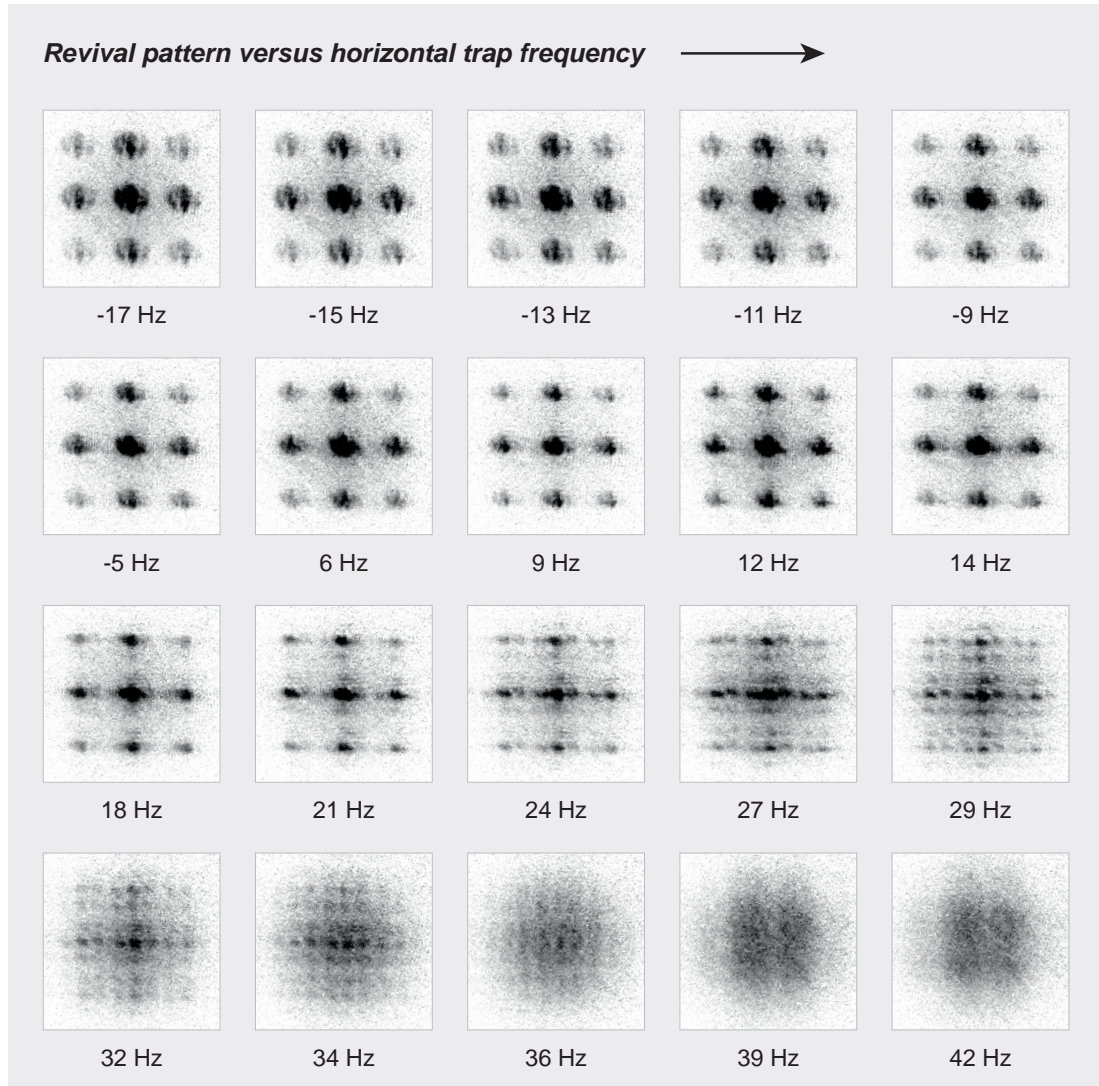 Revival pattern versus horizontal trap frequency
-17 Hz -15 Hz -13 Hz -11 Hz -9 Hz
-5 Hz 6 Hz 9 Hz 12 Hz 14 Hz
18 Hz 21 Hz 24 Hz 27 Hz 29 Hz
32 Hz 34 Hz 36 Hz 39 Hz 42 Hz